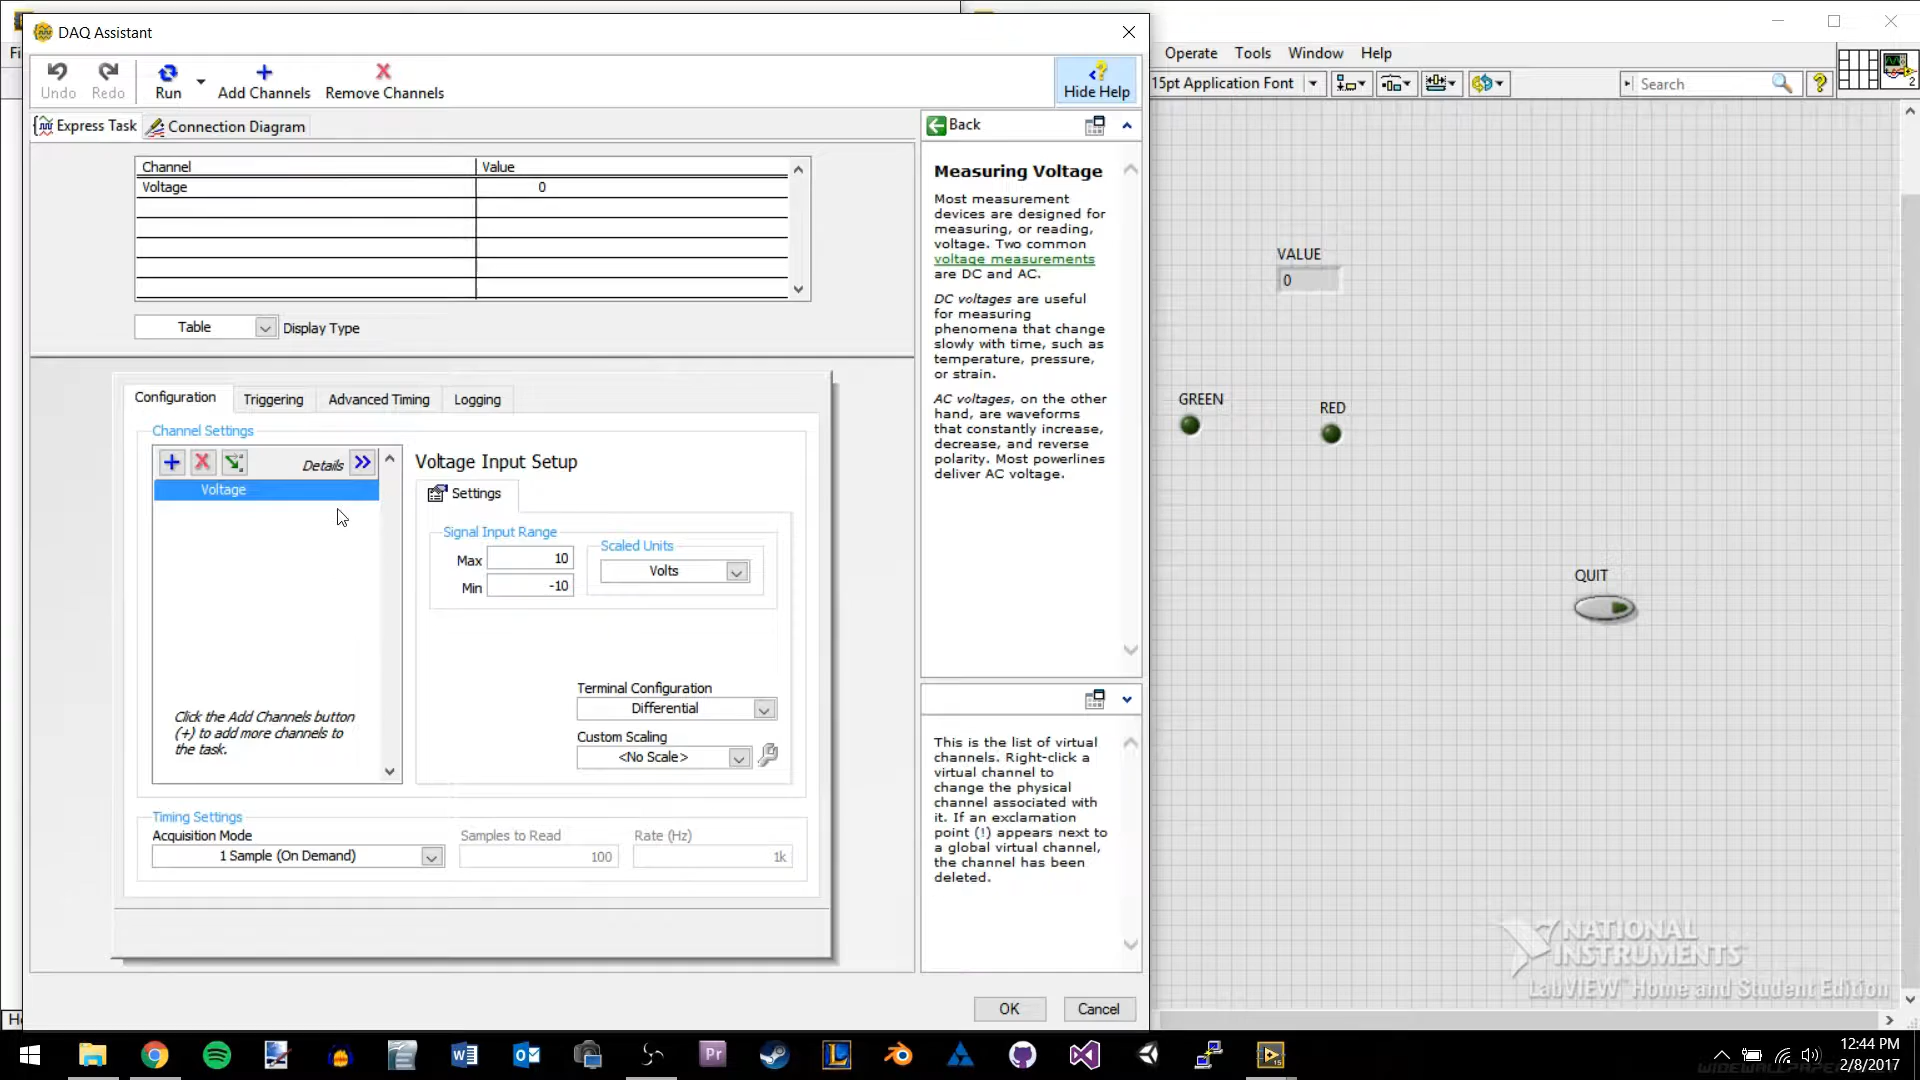 DAQ Assistant
Undo
Redo
Run
Add Channels
Remove Channels
Hide Help
Express Task
Connection Diagram
Channel
Value
Voltage
0
Table
Display Type
Configuration
Triggering
Advanced Timing
Logging
Channel Settings
Details
Voltage
Click the Add Channels button
(+) to add more channels to
the task.
Voltage Input Setup
Settings
Signal Input Range
Max
10
Min
-10
Scaled Units
Volts
Terminal Configuration
Differential
Custom Scaling
<No Scale>
Timing Settings
Acquisition Mode
1 Sample (On Demand)
Samples to Read
100
Rate (Hz)
1k
Back
Measuring Voltage
Most measurement
devices are designed for
measuring, or reading,
voltage. Two common
voltage measurements
are DC and AC.
DC voltages are useful
for measuring
phenomena that change
slowly with time, such as
temperature, pressure,
or strain.
AC voltages, on the other
hand, are waveforms
that constantly increase,
decrease, and reverse
polarity. Most powerlines
deliver AC voltage.
This is the list of virtual
channels. Right-click a
virtual channel to
change the physical
channel associated with
it. If an exclamation
point (!) appears next to
a global virtual channel,
the channel has been
deleted.
OK
Cancel
Operate
Tools
Window
Help
15pt Application Font
Search
2
VALUE
0
GREEN
RED
QUIT
NATIONAL
INSTRUMENTS
LabVIEW Home and Student Edition
12:44 PM
2/8/2017